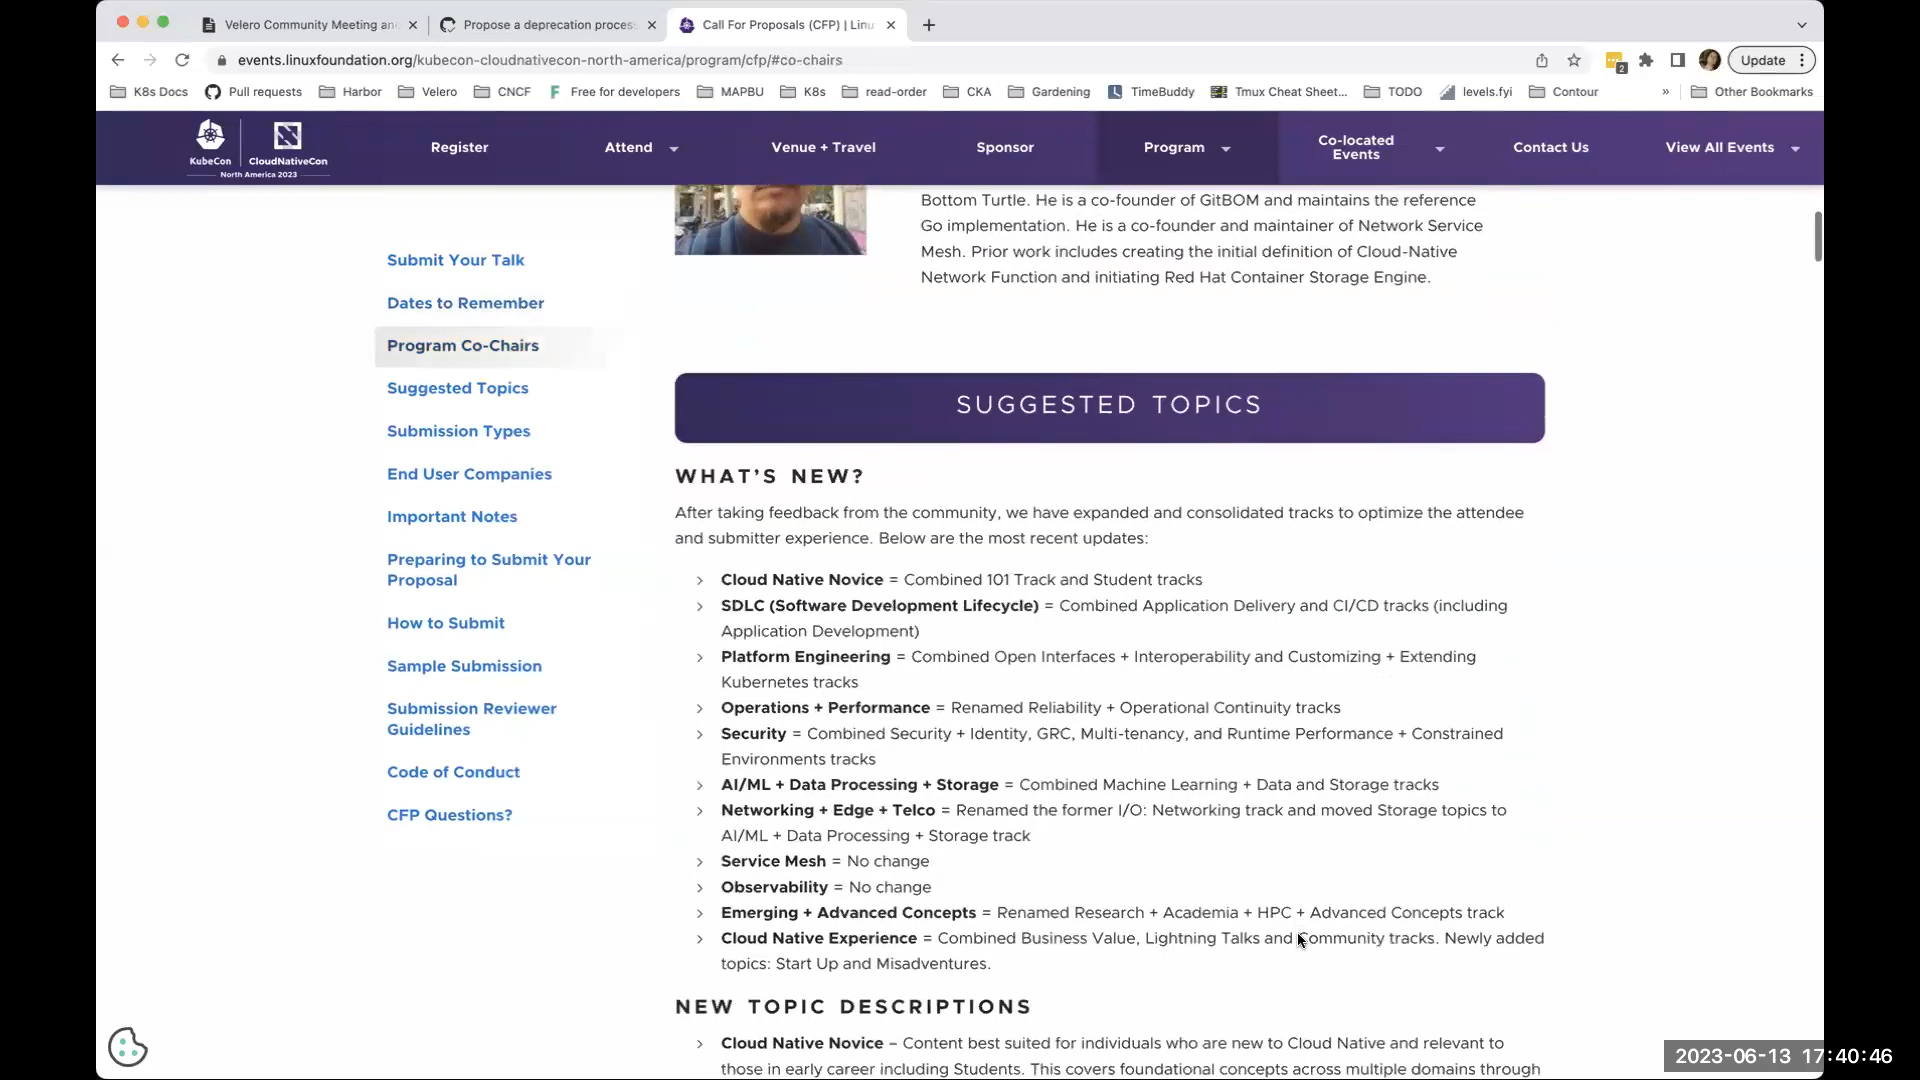 Velero Community Meeting an
Propose a deprecation proces
Call For Proposals (CFP) | Linu
events.linuxfoundation.org/kubecon-cloudnativecon-north-america/program/cfp/#co-chairs
2
Update
K8s Docs
Pull requests
Harbor
Velero
CNCF
Free for developers
MAPBU
K8s
read-order
CKA
Gardening
TimeBuddy
Tmux Cheat Sheet...
TODO
levels.fyi
Contour
»
Other Bookmarks
KubeCon
CloudNativeCon
North America 2023
Register
Attend
Venue + Travel
Sponsor
Program
Co-located
Events
Contact Us
View All Events
Submit Your Talk
Dates to Remember
Program Co-Chairs
Suggested Topics
Submission Types
End User Companies
Important Notes
Preparing to Submit Your
Proposal
How to Submit
Sample Submission
Submission Reviewer
Guidelines
Code of Conduct
CFP Questions?
Bottom Turtle. He is a co-founder of GitBOM and maintains the reference
Go implementation. He is a co-founder and maintainer of Network Service
Mesh. Prior work includes creating the initial definition of Cloud-Native
Network Function and initiating Red Hat Container Storage Engine.
SUGGESTED TOPICS
WHAT'S NEW?
After taking feedback from the community, we have expanded and consolidated tracks to optimize the attendee
and submitter experience. Below are the most recent updates:
Cloud Native Novice = Combined 101 Track and Student tracks
SDLC (Software Development Lifecycle) = Combined Application Delivery and CI/CD tracks (including
Application Development)
Platform Engineering = Combined Open Interfaces + Interoperability and Customizing + Extending
Kubernetes tracks
Operations + Performance = Renamed Reliability + Operational Continuity tracks
Security = Combined Security + Identity, GRC, Multi-tenancy, and Runtime Performance + Constrained
Environments tracks
AI/ML + Data Processing + Storage = Combined Machine Learning + Data and Storage tracks
Networking + Edge + Telco = Renamed the former I/O: Networking track and moved Storage topics to
AI/ML + Data Processing + Storage track
Service Mesh = No change
Observability = No change
Emerging + Advanced Concepts = Renamed Research + Academia + HPC + Advanced Concepts track
Cloud Native Experience = Combined Business Value, Lightning Talks and Community tracks. Newly added
topics: Start Up and Misadventures.
NEW TOPIC DESCRIPTIONS
Cloud Native Novice – Content best suited for individuals who are new to Cloud Native and relevant to
those in early career including Students. This covers foundational concepts across multiple domains through
2023-06-13 17:40:46